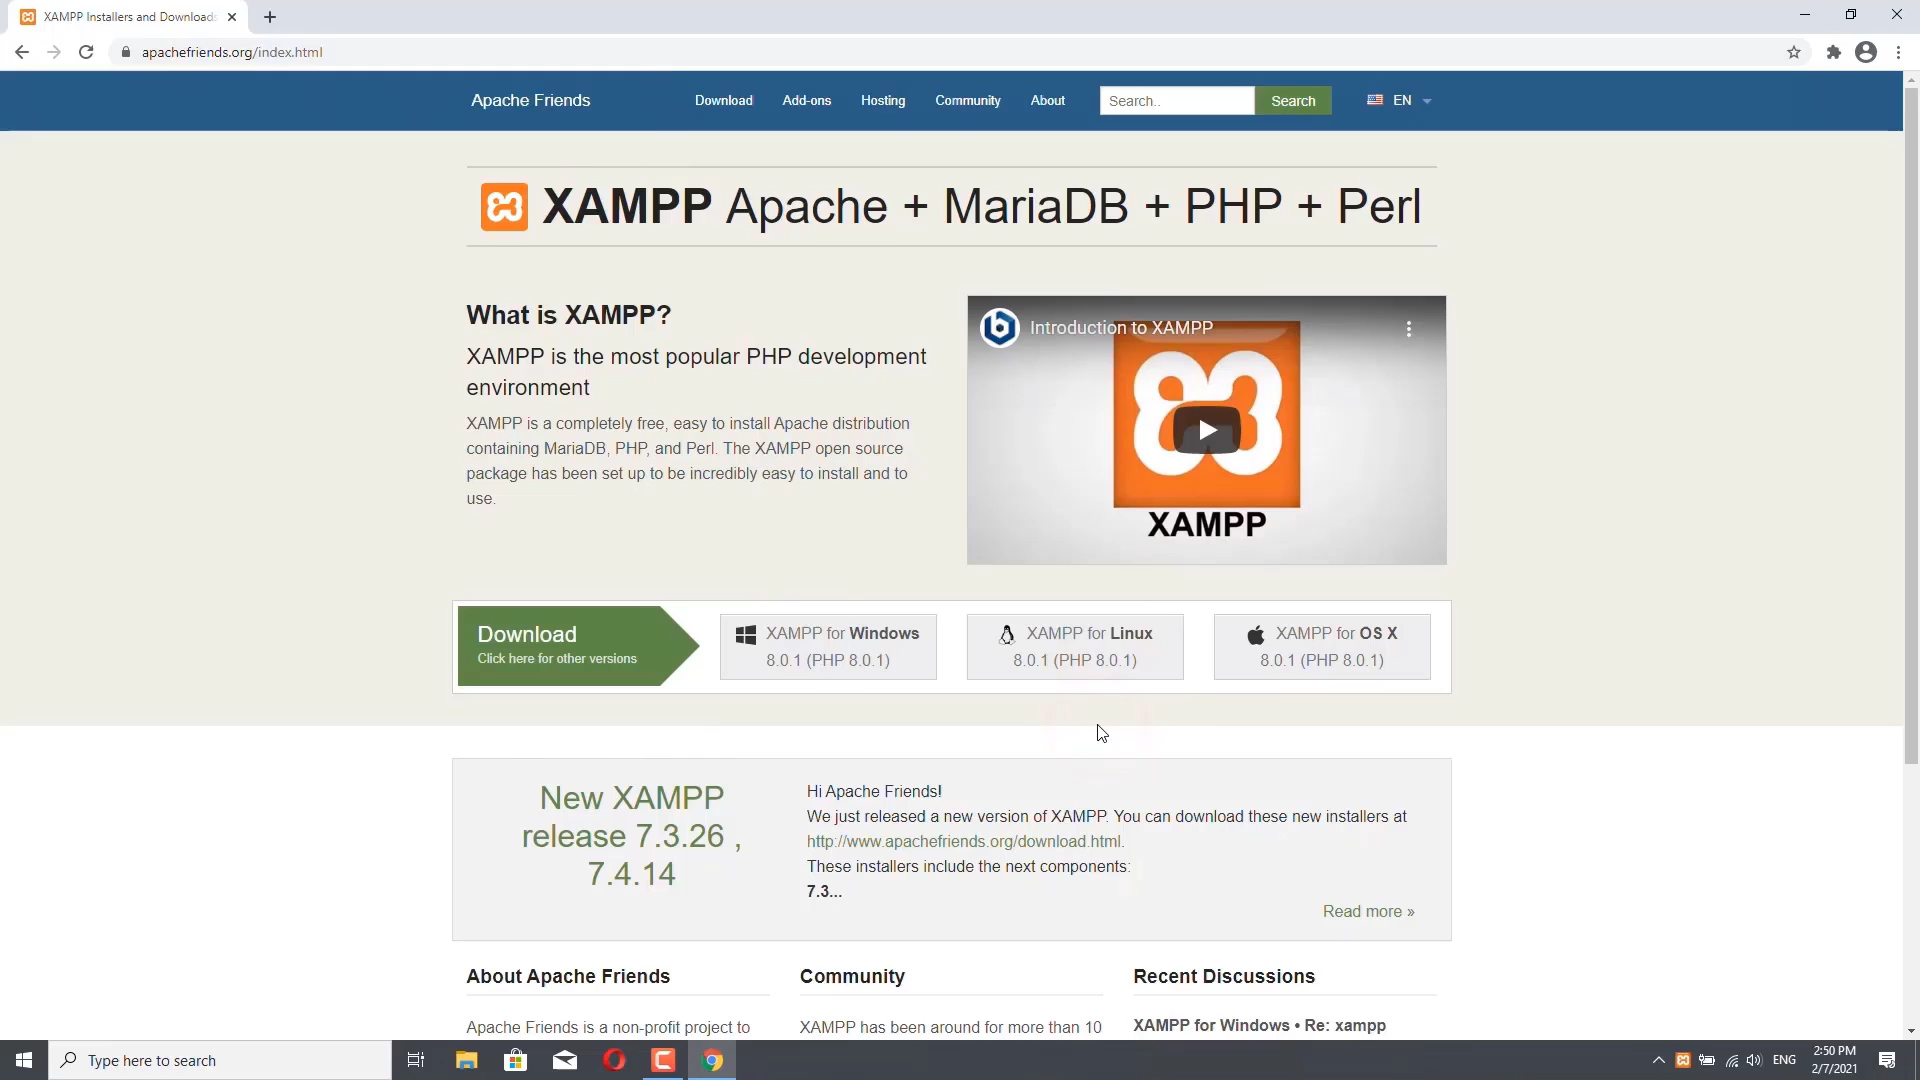 XAMPP Installers and Downloads
apachefriends.org/index.html
Apache Friends
Download
Add-ons
Hosting
Community
About
Search..
Search
EN
XAMPP Apache + MariaDB + PHP + Perl
What is XAMPP?
XAMPP is the most popular PHP development
environment
XAMPP is a completely free, easy to install Apache distribution
containing MariaDB, PHP, and Perl. The XAMPP open source
package has been set up to be incredibly easy to install and to
use.
Introduction to XAMPP
XAMPP
Download
Click here for other versions
XAMPP for Windows
8.0.1 (PHP 8.0.1)
XAMPP for Linux
8.0.1 (PHP 8.0.1)
XAMPP for OS X
8.0.1 (PHP 8.0.1)
New XAMPP
release 7.3.26 ,
7.4.14
Hi Apache Friends!
We just released a new version of XAMPP. You can download these new installers at
http://www.apachefriends.org/download.html.
These installers include the next components:
7.3...
Read more »
About Apache Friends
Apache Friends is a non-profit project to
Community
XAMPP has been around for more than 10
Recent Discussions
XAMPP for Windows • Re: xampp
Type here to search
ENG
2:50 PM
2/7/2021